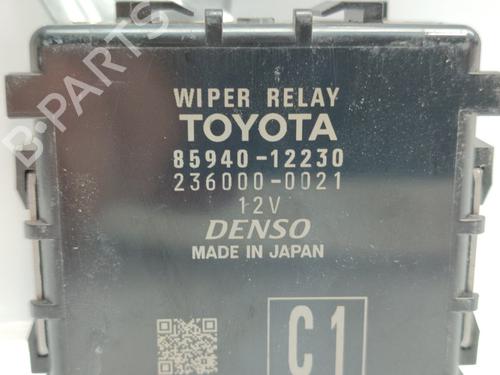 WIPER RELAY
TOYOTA
85940-12230
236000-0021
12V
DENSO
MADE IN JAPAN
C1
B-PARTS